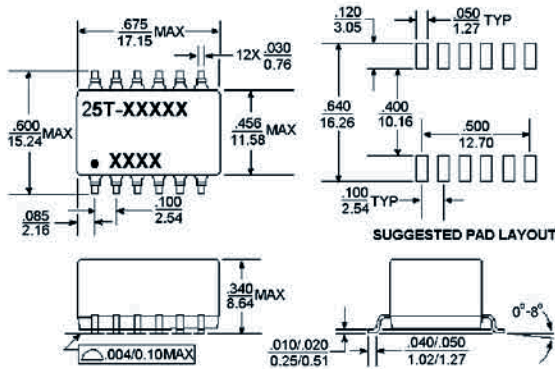 .675
17.15 MAX
12X .030
0.76
.600
15.24 MAX
25T-XXXXX
XXXX
.456
11.58 MAX
.085
2.16
.100
2.54
.120
3.05
.050
1.27 TYP
.640
16.26
.400
10.16
.500
12.70
.100
2.54 TYP
SUGGESTED PAD LAYOUT
.340
8.64 MAX
.004/0.10MAX
0°-8°
.010/.020
0.25/0.51
.040/.050
1.02/1.27